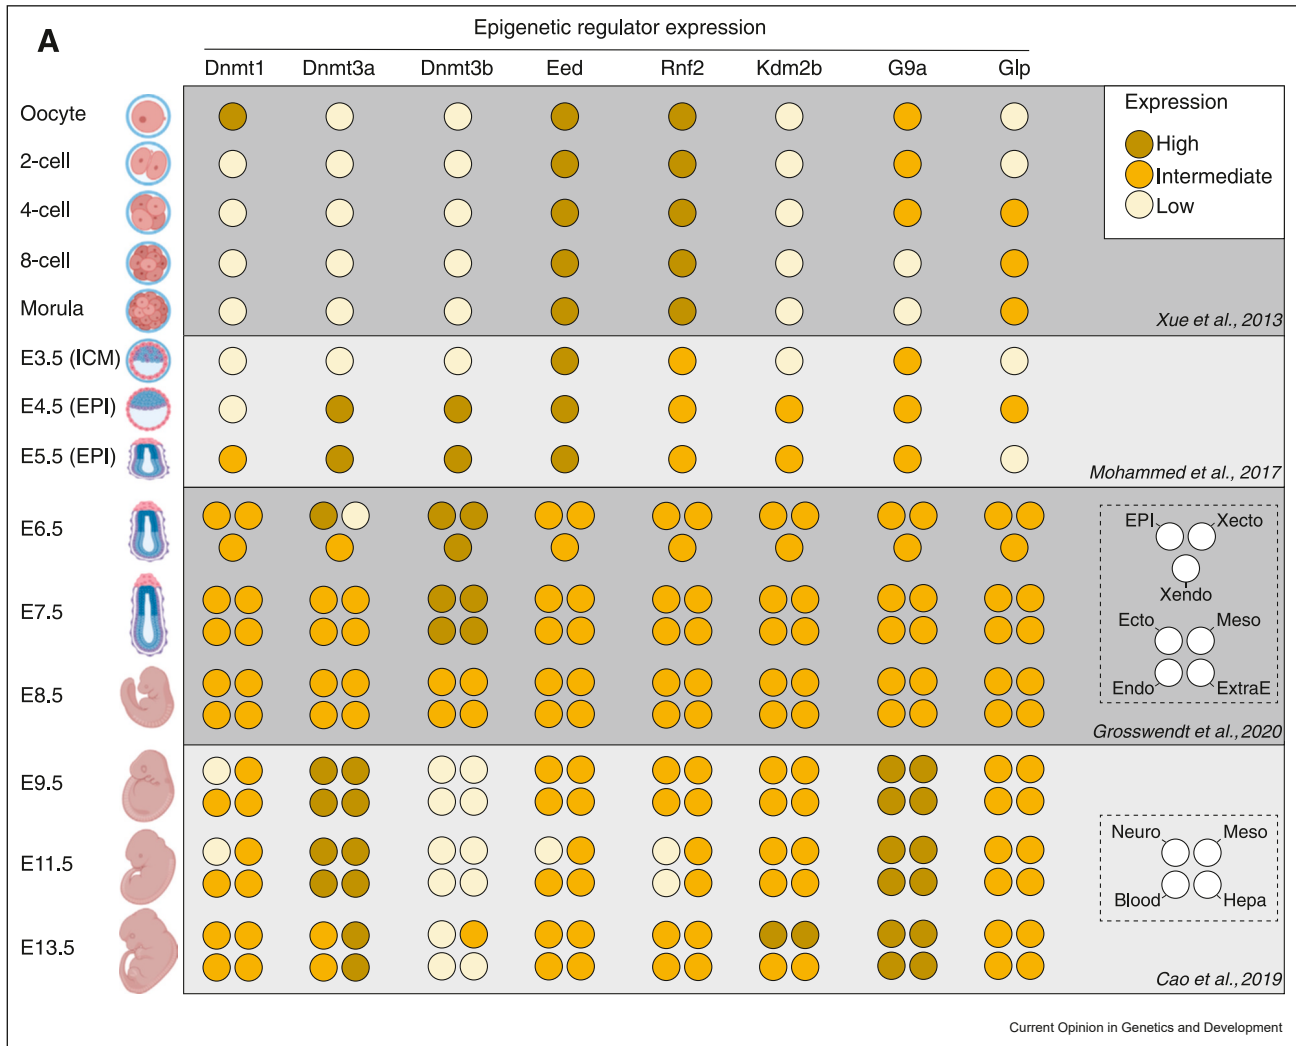 A
Epigenetic regulator expression
Dnmt1 Dnmt3a Dnmt3b Eed Rnf2 Kdm2b G9a Glp
Expression
High
Intermediate
Low
Oocyte
2-cell
4-cell
8-cell
Morula
Xue et al., 2013
E3.5 (ICM)
E4.5 (EPI)
E5.5 (EPI)
Mohammed et al., 2017
E6.5
E7.5
E8.5
EPI Xecto
Xendo
Ecto Meso
Endo ExtraE
Grosswendt et al., 2020
E9.5
E11.5
E13.5
Neuro Meso
Blood Hepa
Cao et al., 2019
Current Opinion in Genetics and Development